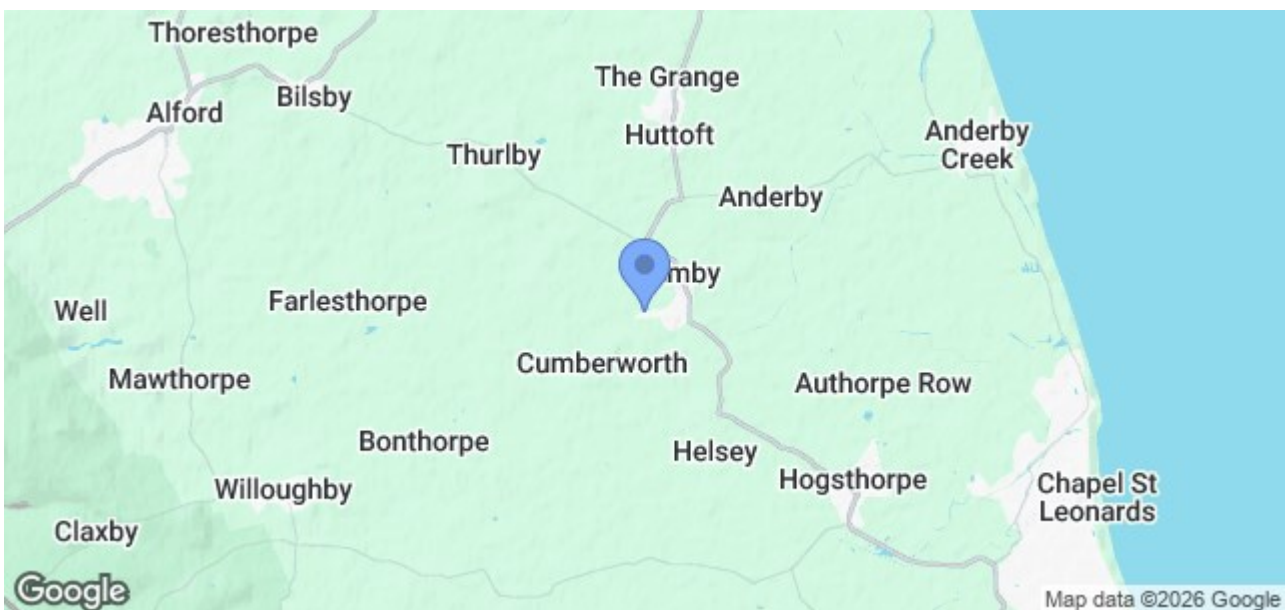 Thoresthorpe
The Grange
Bilsby
Alford
Huttoft
Anderby
Creek
Thurlby
Anderby
mby
Well
Farlesthorpe
Cumberworth
Mawthorpe
Authorpe Row
Bonthorpe
Helsey
Hogsthorpe
Willoughby
Chapel St
Leonards
Claxby
Google
Map data ©2026 Google